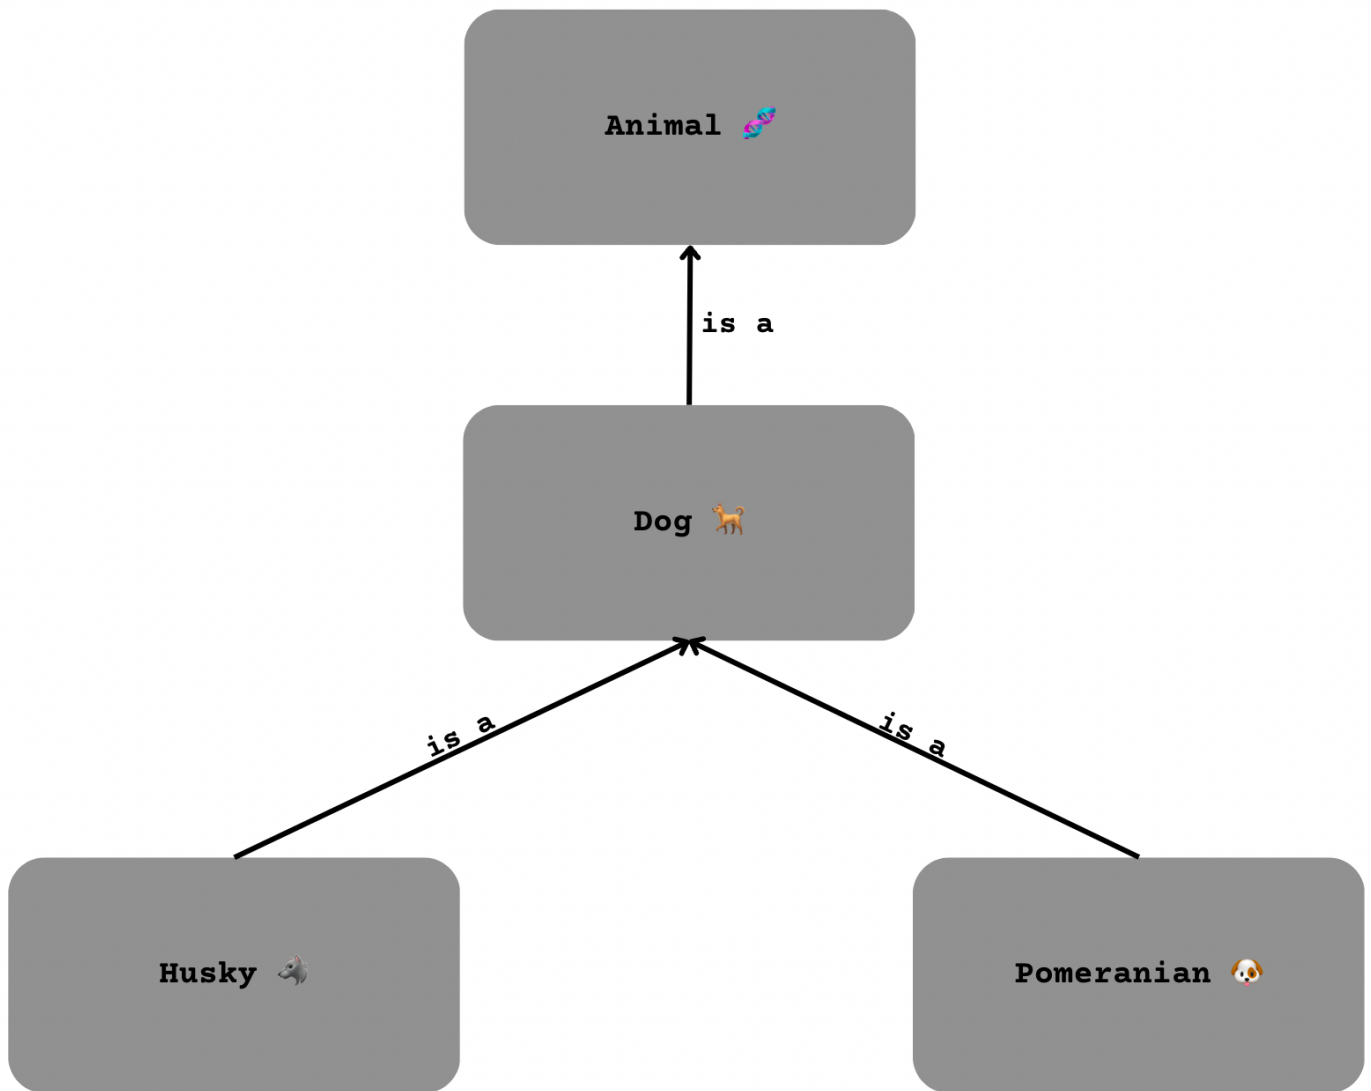 Animal 🧬
is a
Dog 🐕
is a
is a
Husky 🐺
Pomeranian 🐶